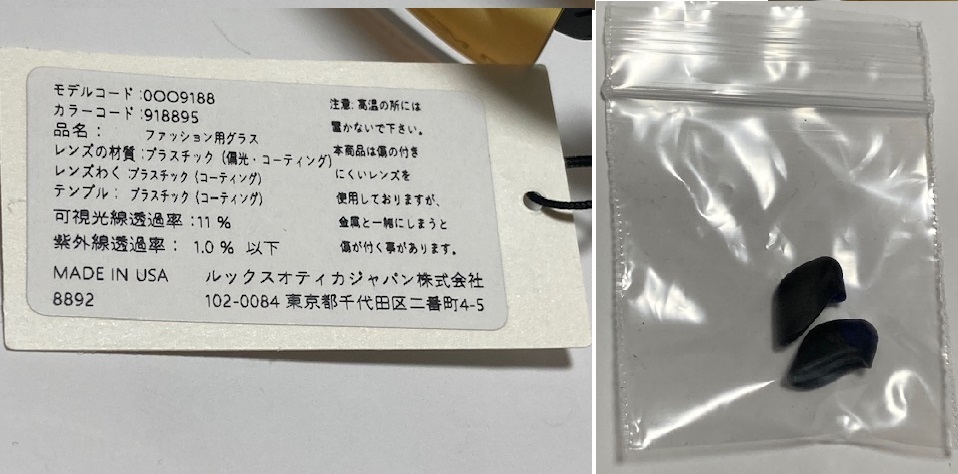 モデルコード :0OO9188
カラーコード :918895
品名： ファッション用グラス
レンズの材質 :プラスチック (偏光・コーティング)
レンズわく :プラスチック (コーティング)
テンプル： プラスチック (コーティング)
可視光線透過率 :11 %
紫外線透過率： 1.0 % 以下
注意: 高温の所には
置かないで下さい。
本商品は傷の付き
にくいレンズを
使用しておりますが、
金属と一緒にしまうと
傷が付く事があります。
MADE IN USA ルックスオティカジャパン株式会社
8892 102-0084 東京都千代田区二番町4-5